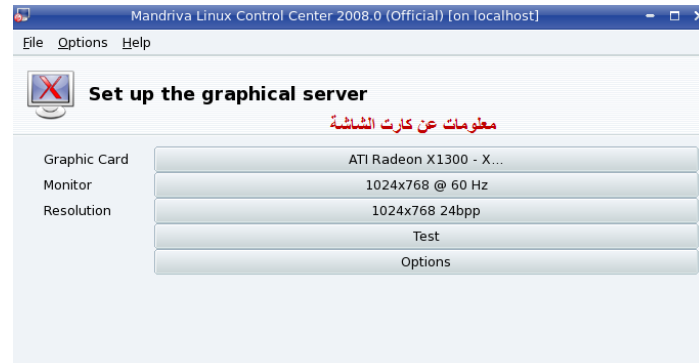 Mandriva Linux Control Center 2008.0 (Official) [on localhost]
File Options Help
Set up the graphical server
معلومات عن كارت الشاشة
Graphic Card ATI Radeon X1300 - X...
Monitor 1024x768 @ 60 Hz
Resolution 1024x768 24bpp
Test
Options